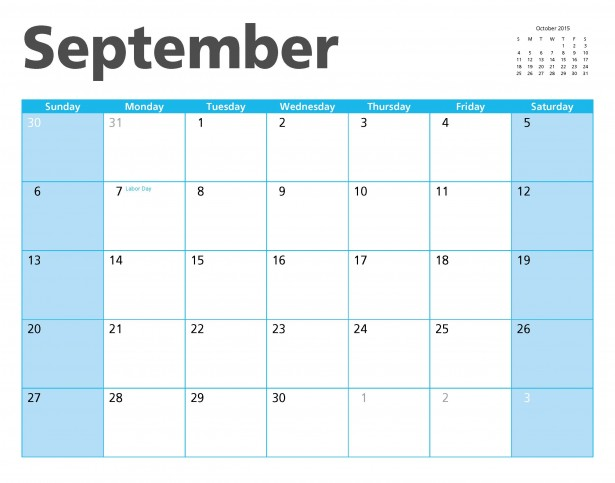 September
October 2015
S M T W T F S
1 2 3
4 5 6 7 8 9 10
11 12 13 14 15 16 17
18 19 20 21 22 23 24
25 26 27 28 29 30 31
Sunday Monday Tuesday Wednesday Thursday Friday Saturday
30 31 1 2 3 4 5
6 7 Labor Day 8 9 10 11 12
13 14 15 16 17 18 19
20 21 22 23 24 25 26
27 28 29 30 1 2 3